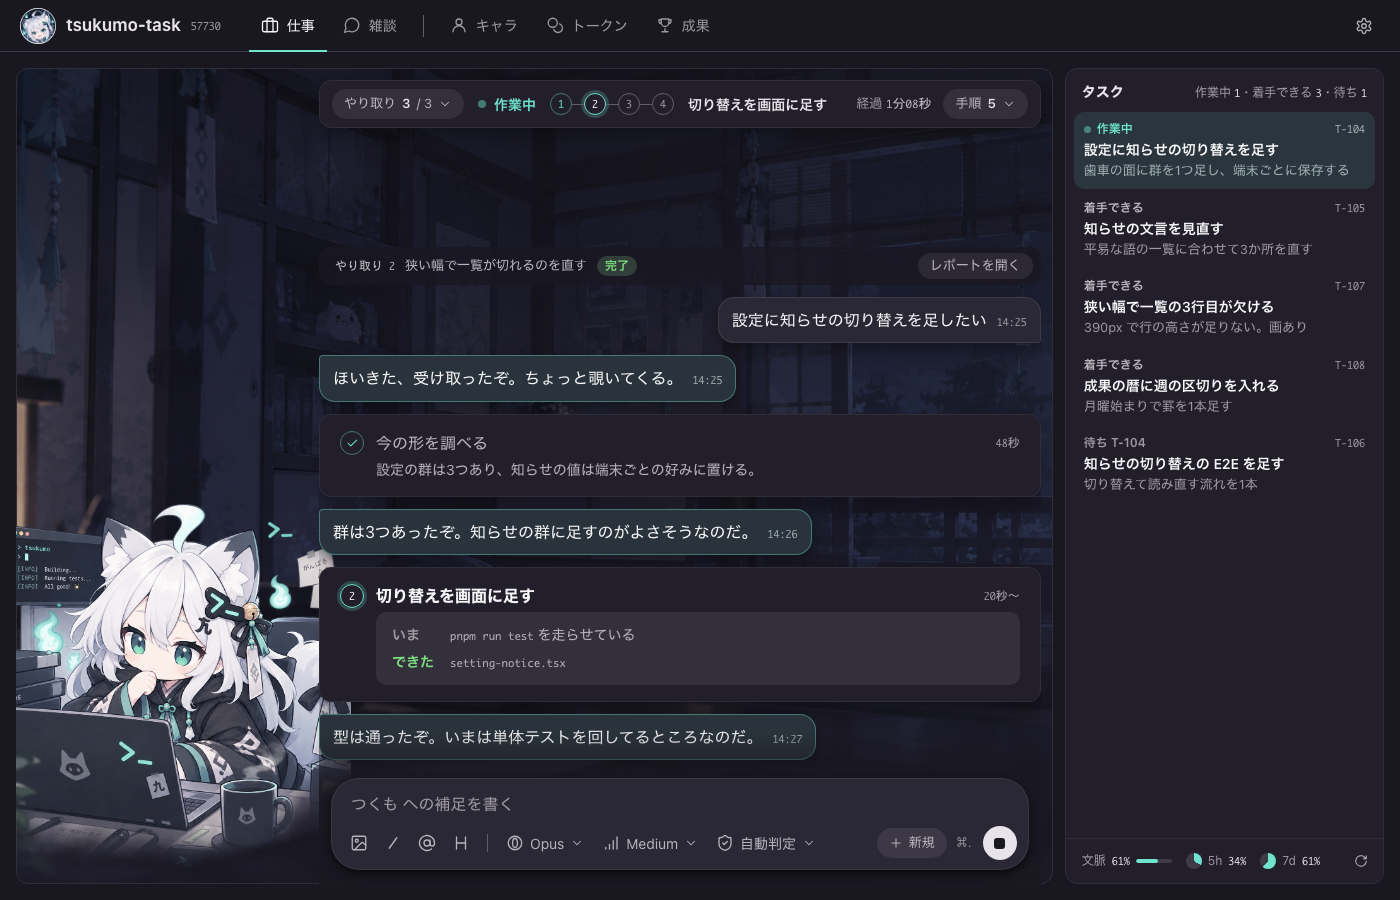 tsukumo-task 57730 仕事 雑談 キャラ トークン 成果
やり取り 3 / 3 作業中 1 2 3 4 切り替えを画面に足す 経過 1分08秒 手順 5
やり取り 2 狭い幅で一覧が切れるのを直す 完了 レポートを開く
設定に知らせの切り替えを足したい 14:25
ほいきた、受け取ったぞ。ちょっと覗いてくる。 14:25
今の形を調べる 48秒
設定の群は3つあり、知らせの値は端末ごとの好みに置ける。
群は3つあったぞ。知らせの群に足すのがよさそうなのだ。 14:26
2 切り替えを画面に足す 20秒〜
いま pnpm run test を走らせている
できた setting-notice.tsx
型は通ったぞ。いまは単体テストを回してるところなのだ。 14:27
> tsukumo
>
[INFO] Building...
[INFO] Running tests...
[INFO] All good!
がんばる
九
つくも への補足を書く
Opus Medium 自動判定 + 新規 ⌘.
タスク 作業中 1・着手できる 3・待ち 1
作業中 T-104
設定に知らせの切り替えを足す
歯車の面に群を1つ足し、端末ごとに保存する
着手できる T-105
知らせの文言を見直す
平易な語の一覧に合わせて3か所を直す
着手できる T-107
狭い幅で一覧の3行目が欠ける
390px で行の高さが足りない。画あり
着手できる T-108
成果の暦に週の区切りを入れる
月曜始まりで罫を1本足す
待ち T-104 T-106
知らせの切り替えの E2E を足す
切り替えて読み直す流れを1本
文脈 61% 5h 34% 7d 61%